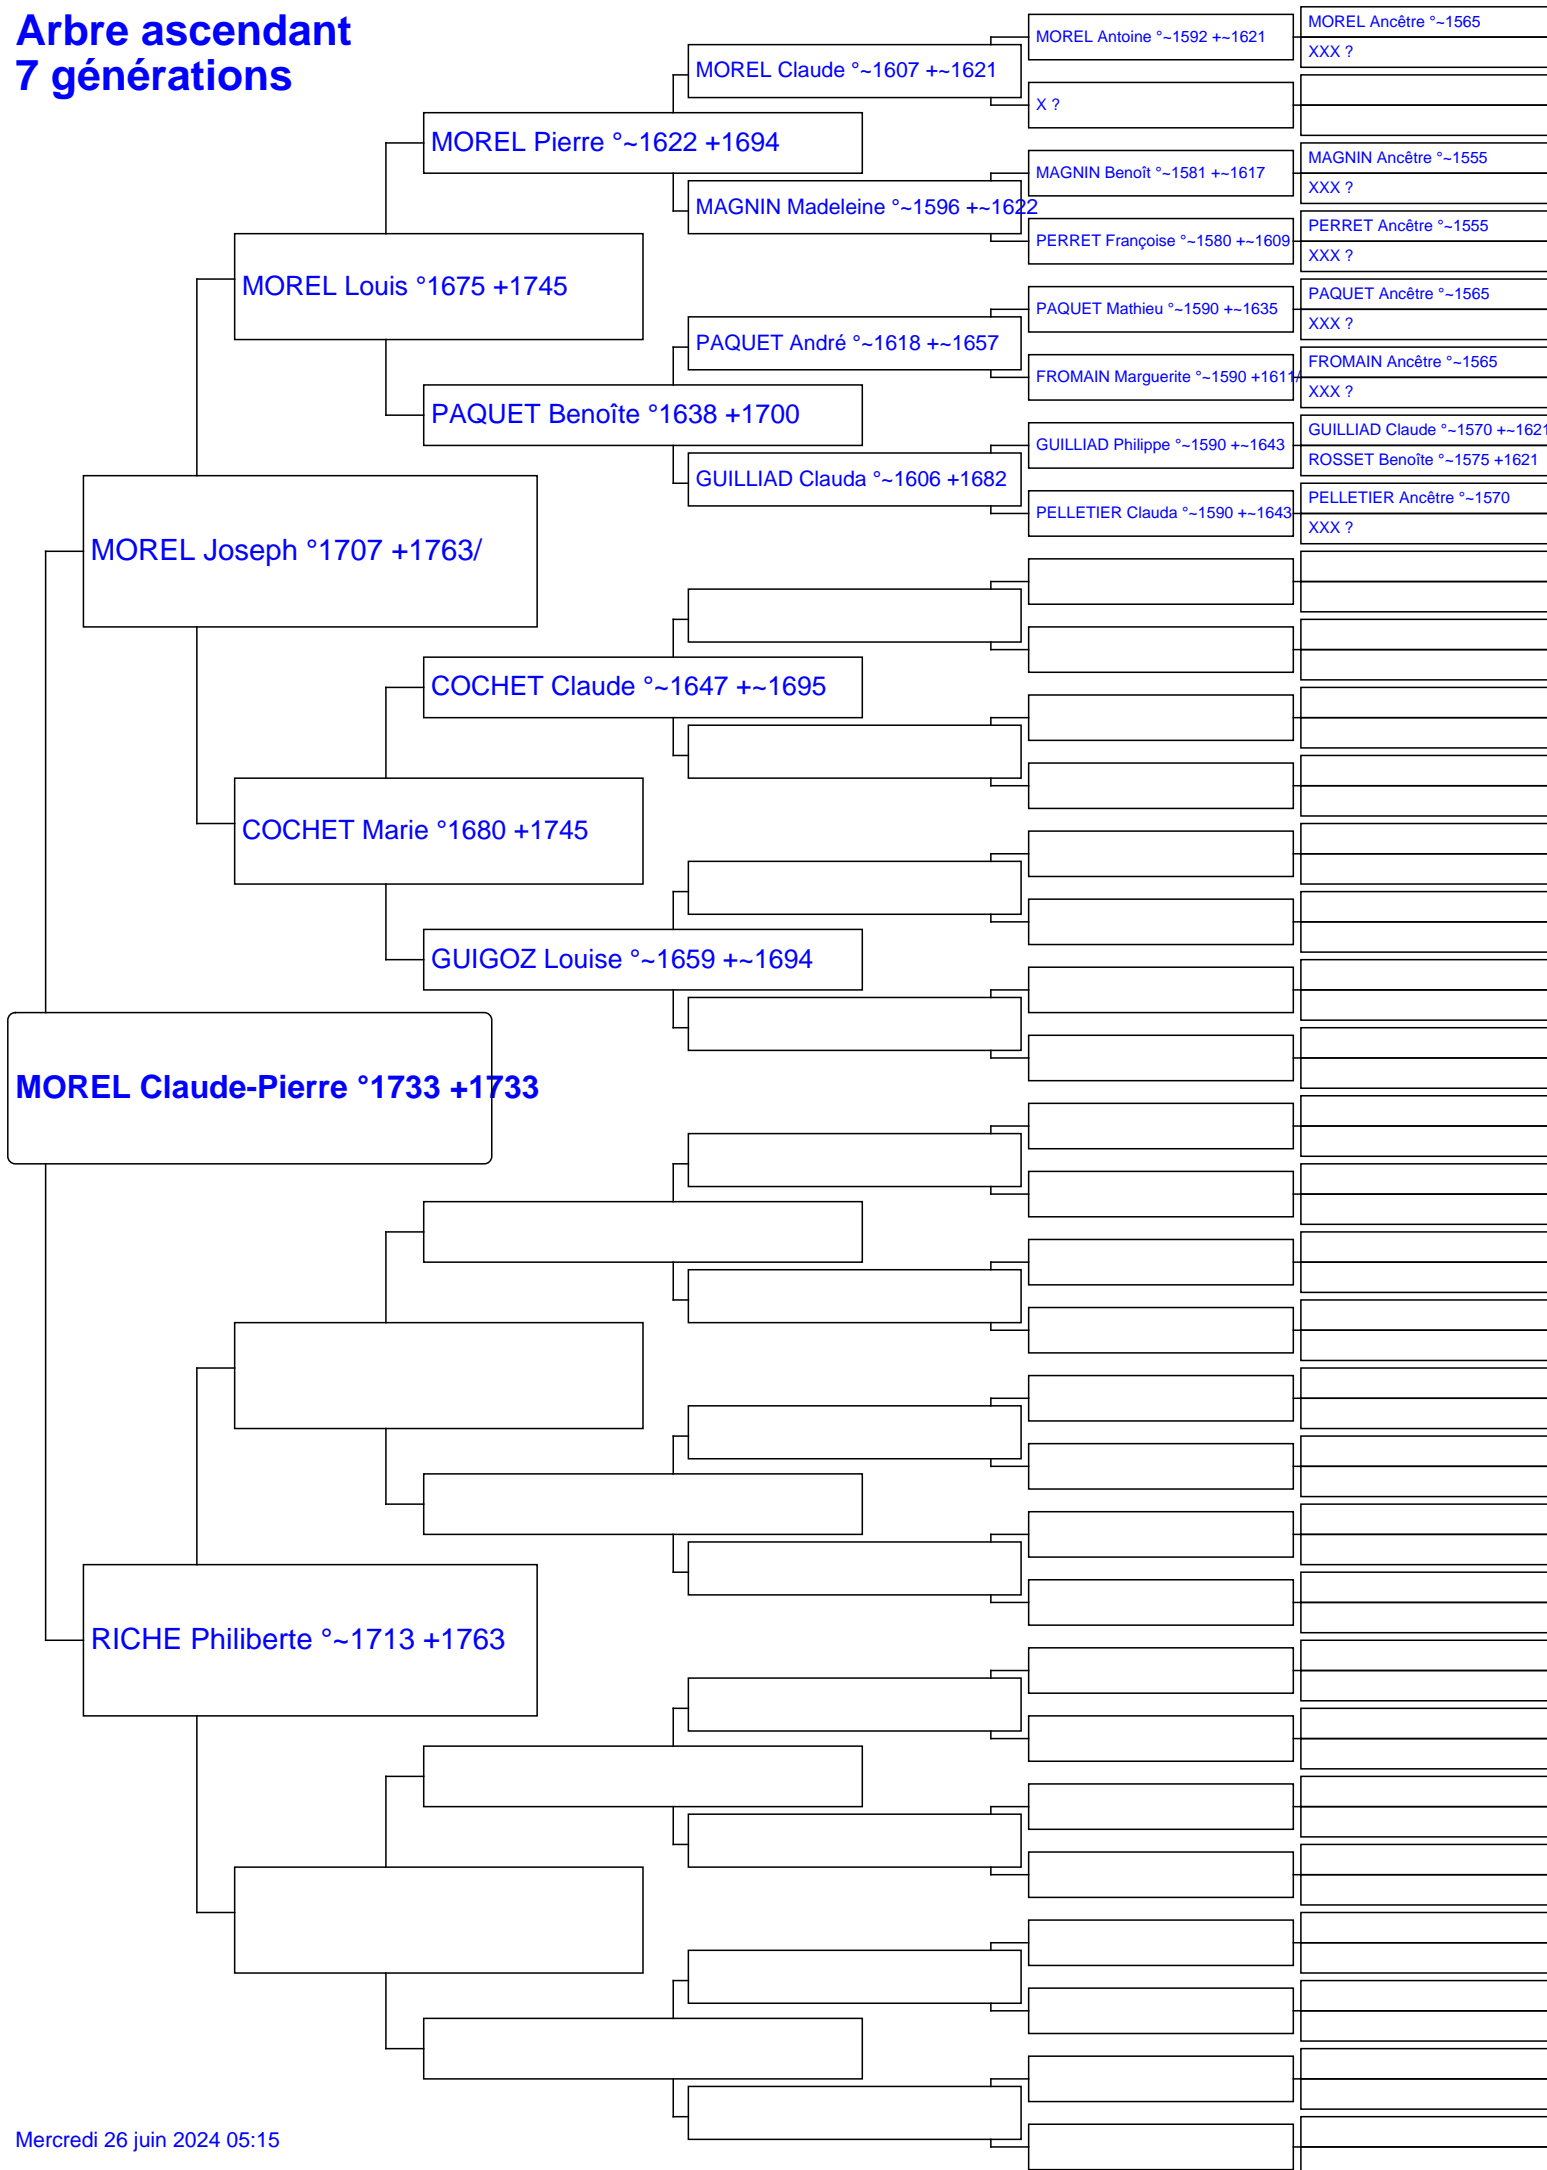 Arbre ascendant
7 générations
MOREL Claude-Pierre °1733 +1733
MOREL Joseph °1707 +1763/
RICHE Philiberte °~1713 +1763
MOREL Louis °1675 +1745
COCHET Marie °1680 +1745
MOREL Pierre °~1622 +1694
PAQUET Benoîte °1638 +1700
COCHET Claude °~1647 +~1695
GUIGOZ Louise °~1659 +~1694
MOREL Claude °~1607 +~1621
MAGNIN Madeleine °~1596 +~1622
PAQUET André °~1618 +~1657
GUILLIAD Clauda °~1606 +1682
MOREL Antoine °~1592 +~1621
X ?
MAGNIN Benoît °~1581 +~1617
PERRET Françoise °~1580 +~1609
PAQUET Mathieu °~1590 +~1635
FROMAIN Marguerite °~1590 +1611/
GUILLIAD Philippe °~1590 +~1643
PELLETIER Clauda °~1590 +~1643
MOREL Ancêtre °~1565
XXX ?
MAGNIN Ancêtre °~1555
XXX ?
PERRET Ancêtre °~1555
XXX ?
PAQUET Ancêtre °~1565
XXX ?
FROMAIN Ancêtre °~1565
XXX ?
GUILLIAD Claude °~1570 +~1621
ROSSET Benoîte °~1575 +1621
PELLETIER Ancêtre °~1570
XXX ?
Mercredi 26 juin 2024 05:15